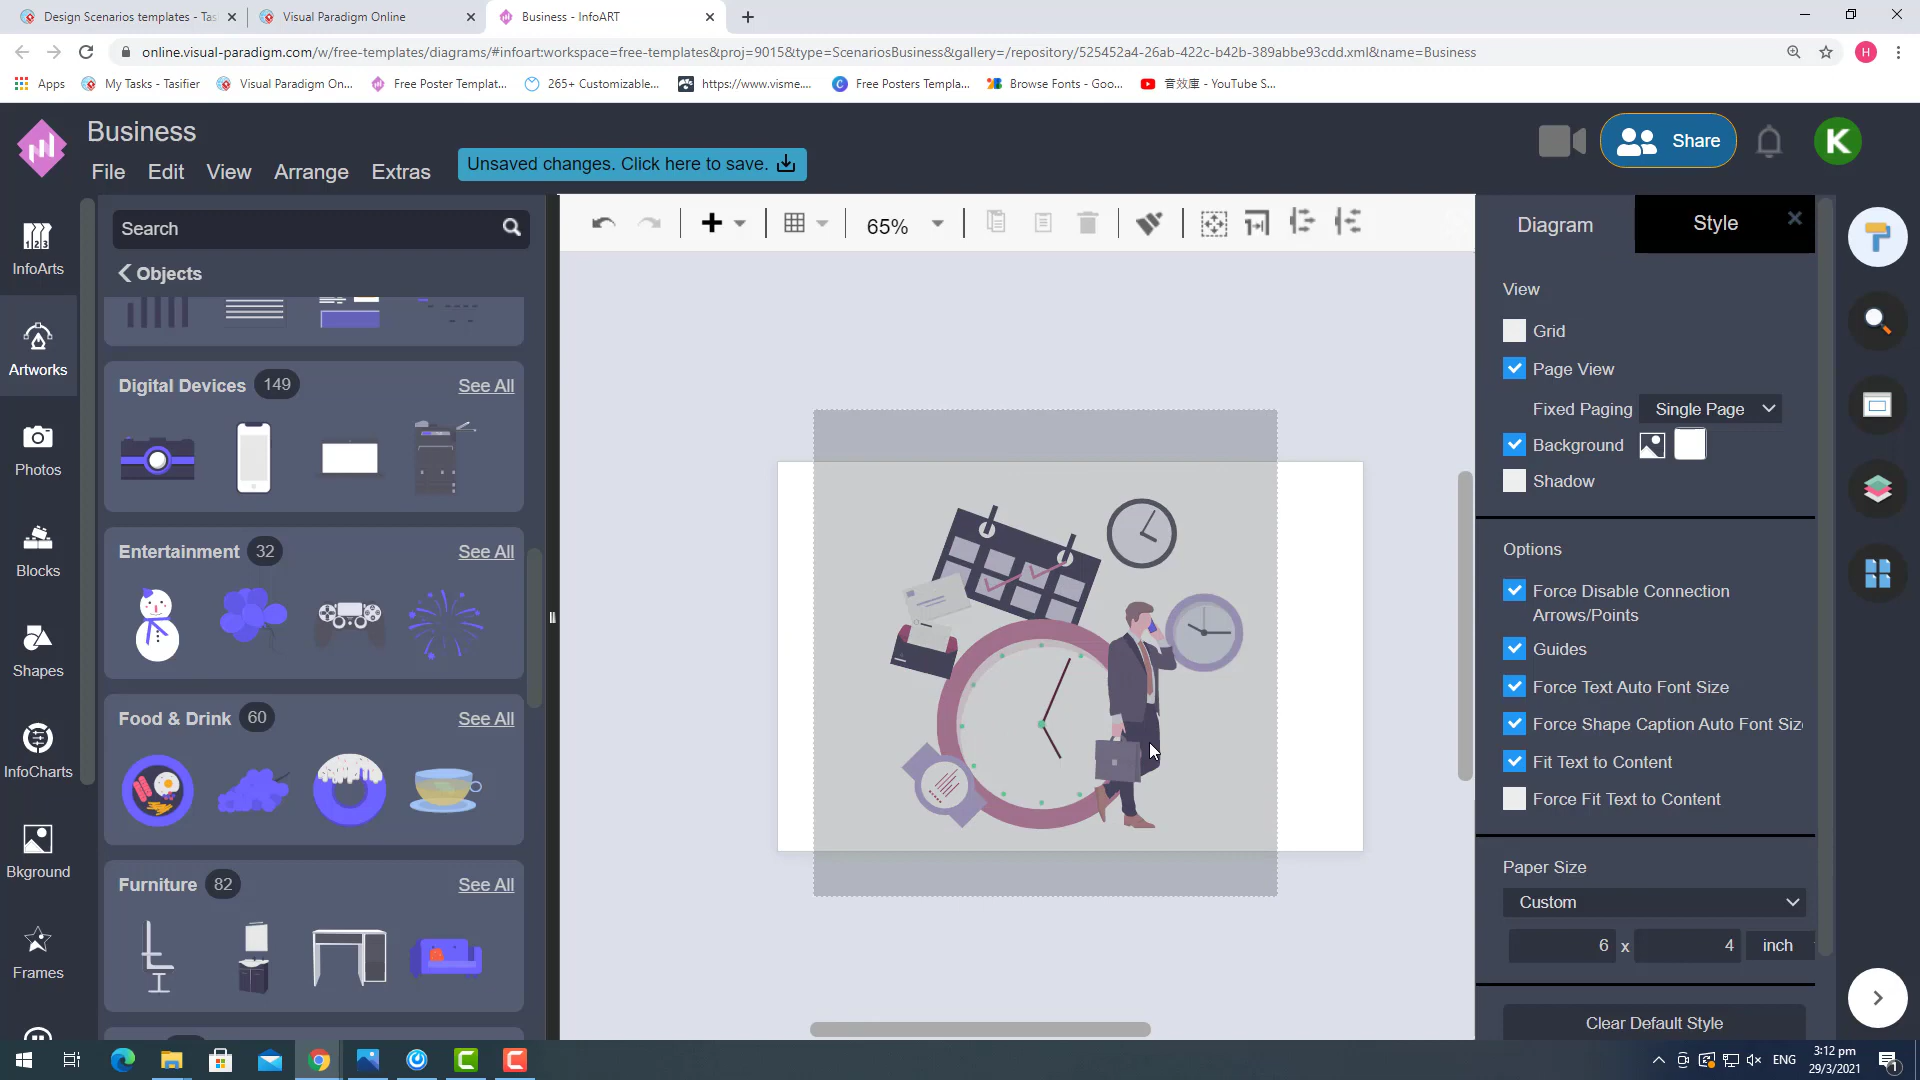 Design Scenarios templates - Tas
Visual Paradigm Online
Business - InfoART
online.visual-paradigm.com/w/free-templates/diagrams/#infoart:workspace=free-templates&proj=9015&type=ScenariosBusiness&gallery=/repository/525452a4-26ab-422c-b42b-389abbe93cdd.xml&name=Business
H
Apps
My Tasks - Tasifier
Visual Paradigm On...
Free Poster Templat...
265+ Customizable...
https://www.visme....
Free Posters Templa...
Browse Fonts - Goo...
音效庫 - YouTube S...
Business
File
Edit
View
Arrange
Extras
Unsaved changes. Click here to save.
Share
K
InfoArts
Artworks
Photos
Blocks
Shapes
InfoCharts
Bkground
Frames
Search
Objects
Digital Devices 149 See All
Entertainment 32 See All
Food & Drink 60 See All
Furniture 82 See All
65%
Diagram
Style
View
Grid
Page View
Fixed Paging Single Page
Background
Shadow
Options
Force Disable Connection
Arrows/Points
Guides
Force Text Auto Font Size
Force Shape Caption Auto Font Siz
Fit Text to Content
Force Fit Text to Content
Paper Size
Custom
6 x 4 inch
Clear Default Style
ENG
3:12 pm
29/3/2021
1